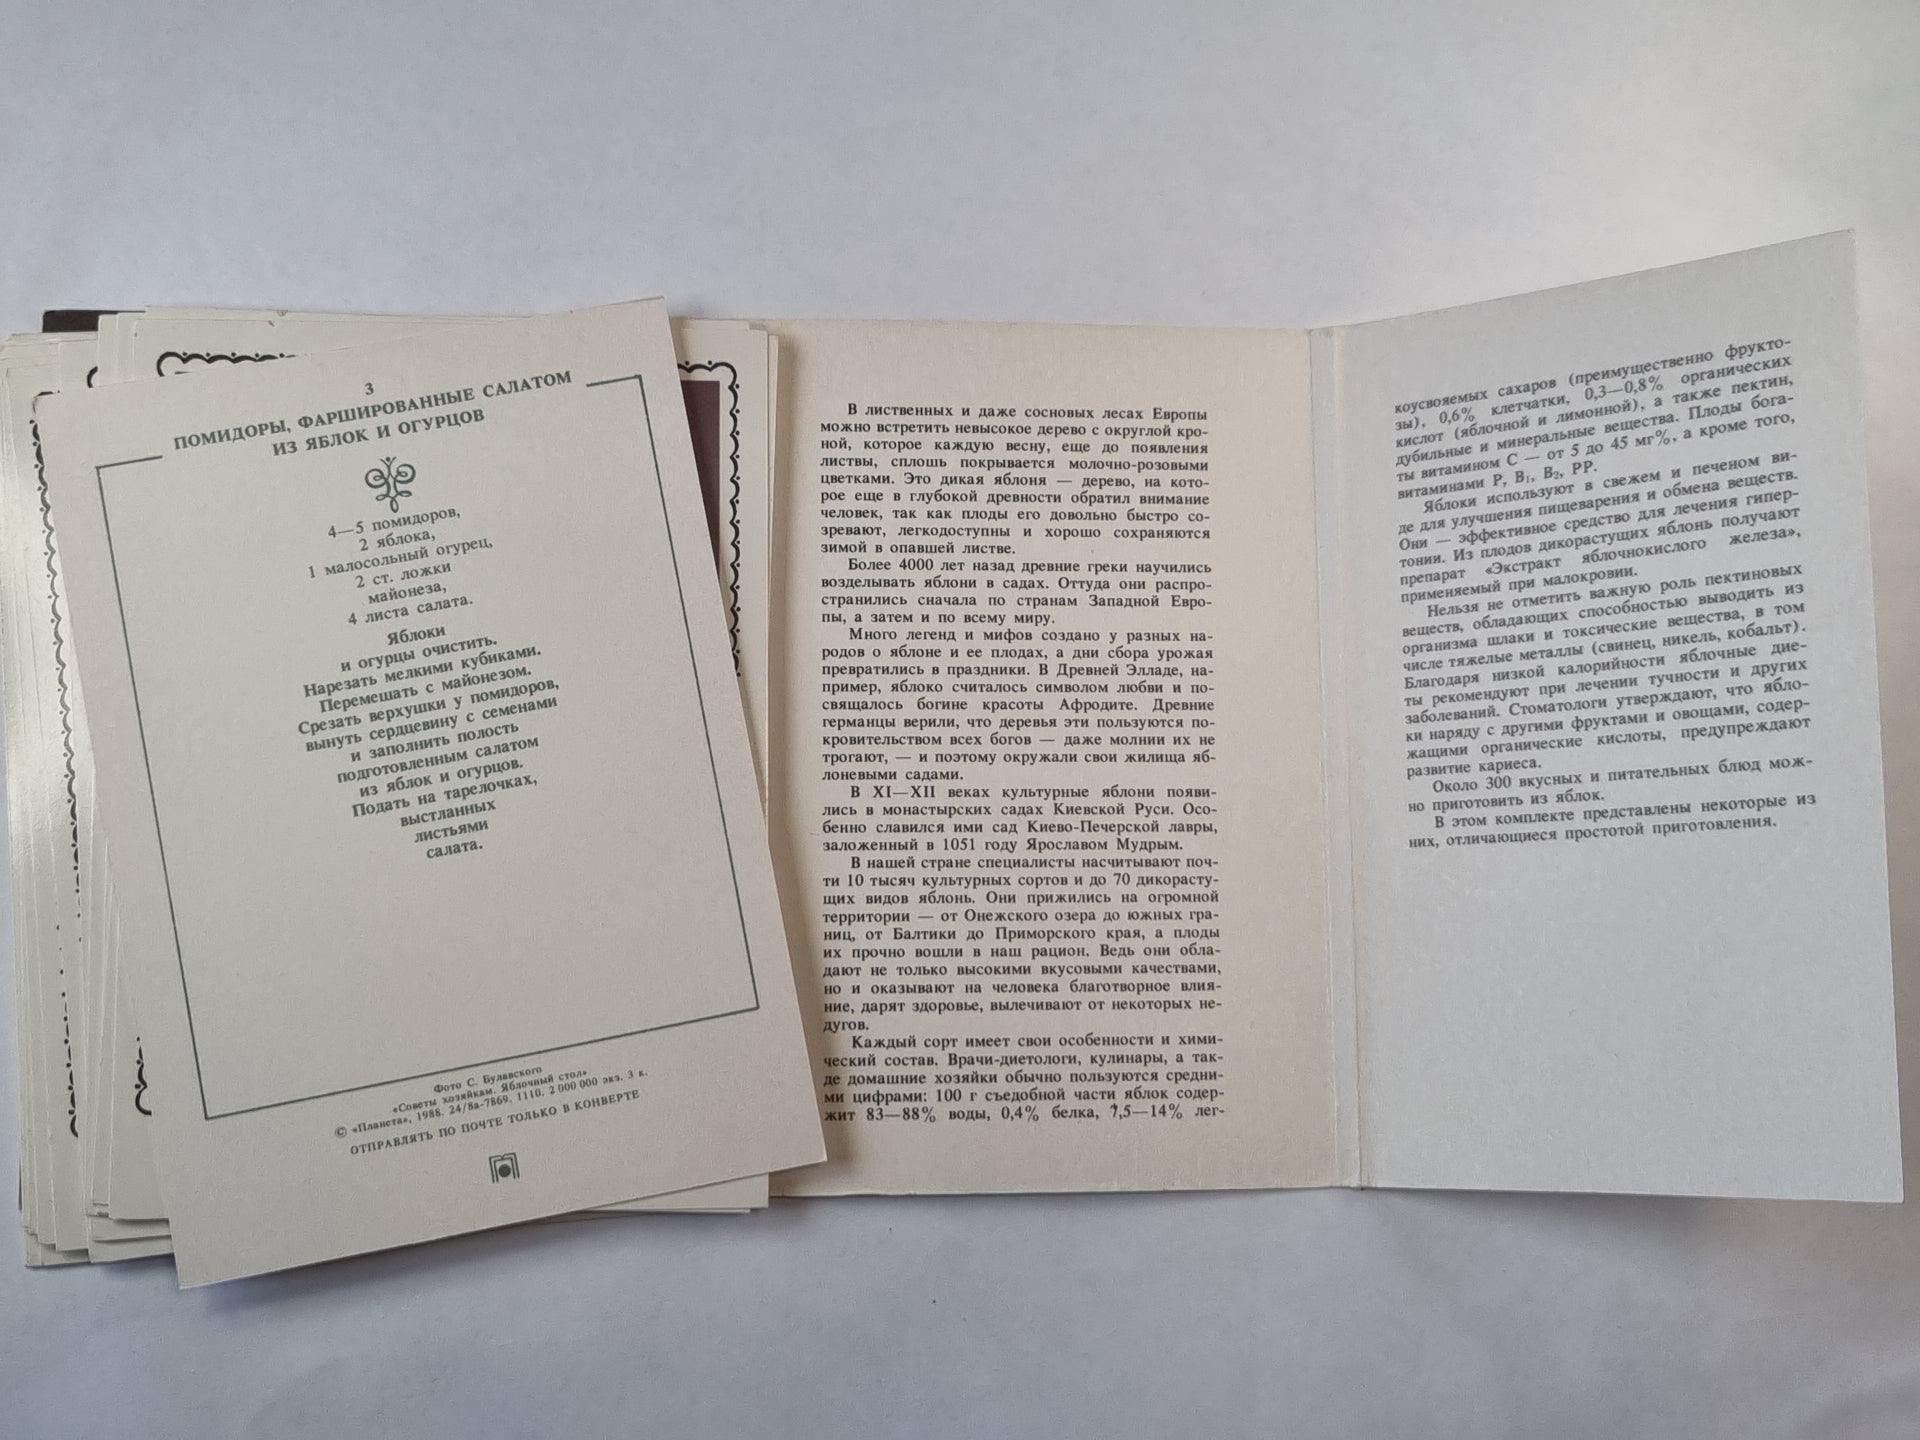 3
ПОМИДОРЫ, ФАРШИРОВАННЫЕ САЛАТОМ
ИЗ ЯБЛОК И ОГУРЦОВ
4—5 помидоров,
2 яблока,
1 малосольный огурец,
2 ст. ложки
майонеза,
4 листа салата.
Яблоки
и огурцы очистить.
Нарезать мелкими кубиками.
Перемешать с майонезом.
Срезать верхушки у помидоров,
вынуть сердцевину с семенами
и заполнить полость
подготовленным салатом
из яблок и огурцов.
Подать на тарелочках,
выстланных
листьями
салата.
Фото С. Булавского
«Советы хозяйкам. Яблочный стол»
© «Планета», 1988. 24/8а-7869. 1110. 2 000 000 экз. 3 к.
ОТПРАВЛЯТЬ ПО ПОЧТЕ ТОЛЬКО В КОНВЕРТЕ
В лиственных и даже сосновых лесах Европы
можно встретить невысокое дерево с округлой кро-
ной, которое каждую весну, еще до появления
листвы, сплошь покрывается молочно-розовыми
цветками. Это дикая яблоня — дерево, на кото-
рое еще в глубокой древности обратил внимание
человек, так как плоды его довольно быстро со-
зревают, легкодоступны и хорошо сохраняются
зимой в опавшей листве.
Более 4000 лет назад древние греки научились
возделывать яблони в садах. Оттуда они распро-
странились сначала по странам Западной Евро-
пы, а затем и по всему миру.
Много легенд и мифов создано у разных на-
родов о яблоне и ее плодах, а дни сбора урожая
превратились в праздники. В Древней Элладе, на-
пример, яблоко считалось символом любви и по-
свящалось богине красоты Афродите. Древние
германцы верили, что деревья эти пользуются по-
кровительством всех богов — даже молнии их не
трогают, — и поэтому окружали свои жилища яб-
лоневыми садами.
В XI—XII веках культурные яблони появи-
лись в монастырских садах Киевской Руси. Осо-
бенно славился ими сад Киево-Печерской лавры,
заложенный в 1051 году Ярославом Мудрым.
В нашей стране специалисты насчитывают поч-
ти 10 тысяч культурных сортов и до 70 дикорасту-
щих видов яблонь. Они прижились на огромной
территории — от Онежского озера до южных гра-
ниц, от Балтики до Приморского края, а плоды
их прочно вошли в наш рацион. Ведь они обла-
дают не только высокими вкусовыми качествами,
но и оказывают на человека благотворное влия-
ние, дарят здоровье, вылечивают от некоторых не-
дугов.
Каждый сорт имеет свои особенности и хими-
ческий состав. Врачи-диетологи, кулинары, а так-
же домашние хозяйки обычно пользуются средни-
ми цифрами: 100 г съедобной части яблок содер-
жит 83—88% воды, 0,4% белка, 7,5—14% лег-
коусвояемых сахаров (преимущественно фрукто-
зы), 0,6% клетчатки, 0,3—0,8% органических
кислот (яблочной и лимонной), а также пектин,
дубильные и минеральные вещества. Плоды бога-
ты витамином С — от 5 до 45 мг%, а кроме того,
витаминами Р, В₁, В₂, РР.
Яблоки используют в свежем и печеном ви-
де для улучшения пищеварения и обмена веществ.
Они — эффективное средство для лечения гипер-
тонии. Из плодов дикорастущих яблонь получают
препарат «Экстракт яблочнокислого железа»,
применяемый при малокровии.
Нельзя не отметить важную роль пектиновых
веществ, обладающих способностью выводить из
организма шлаки и токсические вещества, в том
числе тяжелые металлы (свинец, никель, кобальт).
Благодаря низкой калорийности яблочные дие-
ты рекомендуют при лечении тучности и других
заболеваний. Стоматологи утверждают, что ябло-
ки наряду с другими фруктами и овощами, содер-
жащими органические кислоты, предупреждают
развитие кариеса.
Около 300 вкусных и питательных блюд мож-
но приготовить из яблок.
В этом комплекте представлены некоторые из
них, отличающиеся простотой приготовления.